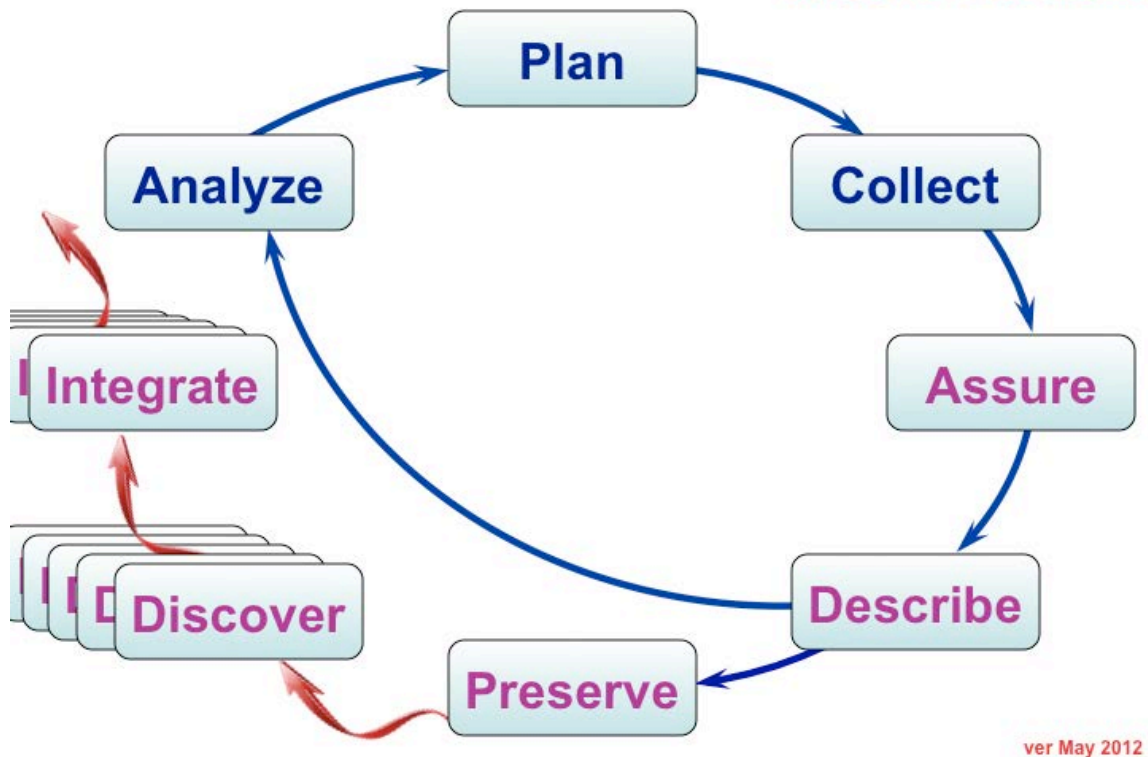 Plan
Analyze
Collect
Integrate
Assure
Discover
Describe
Preserve
ver May 2012